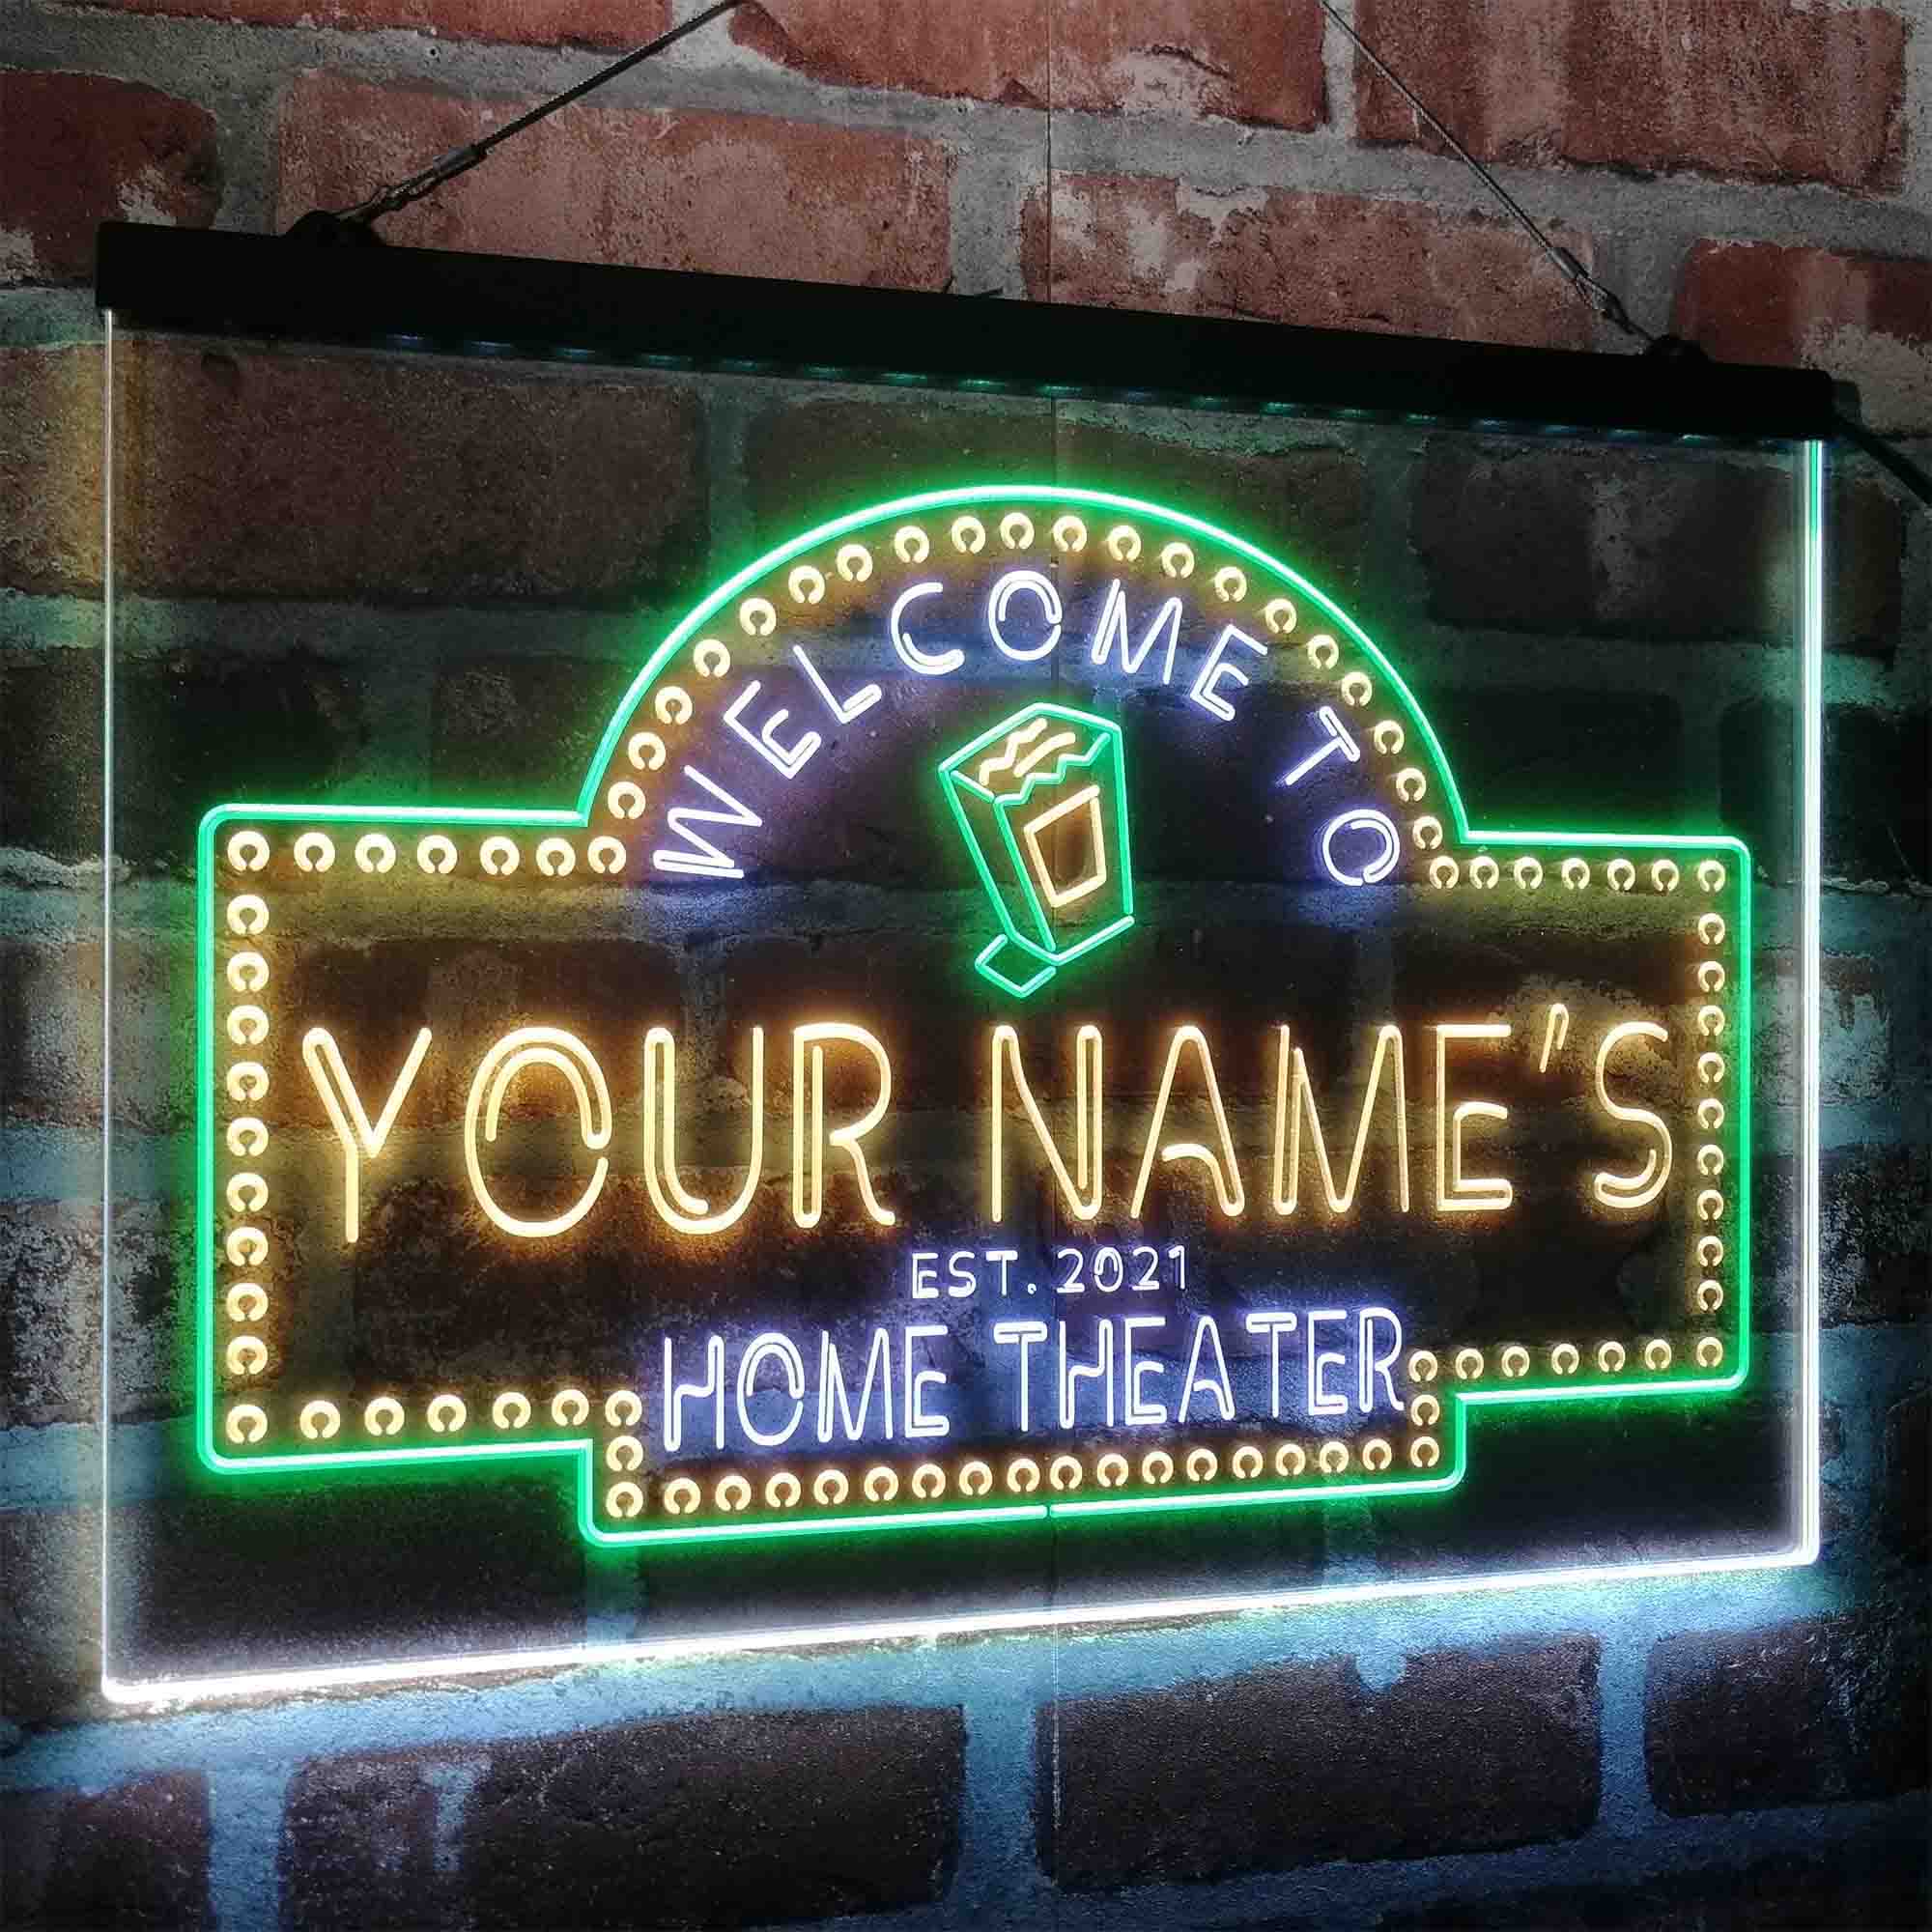 WELCOME TO
YOUR NAME'S
EST. 2021
HOME THEATER